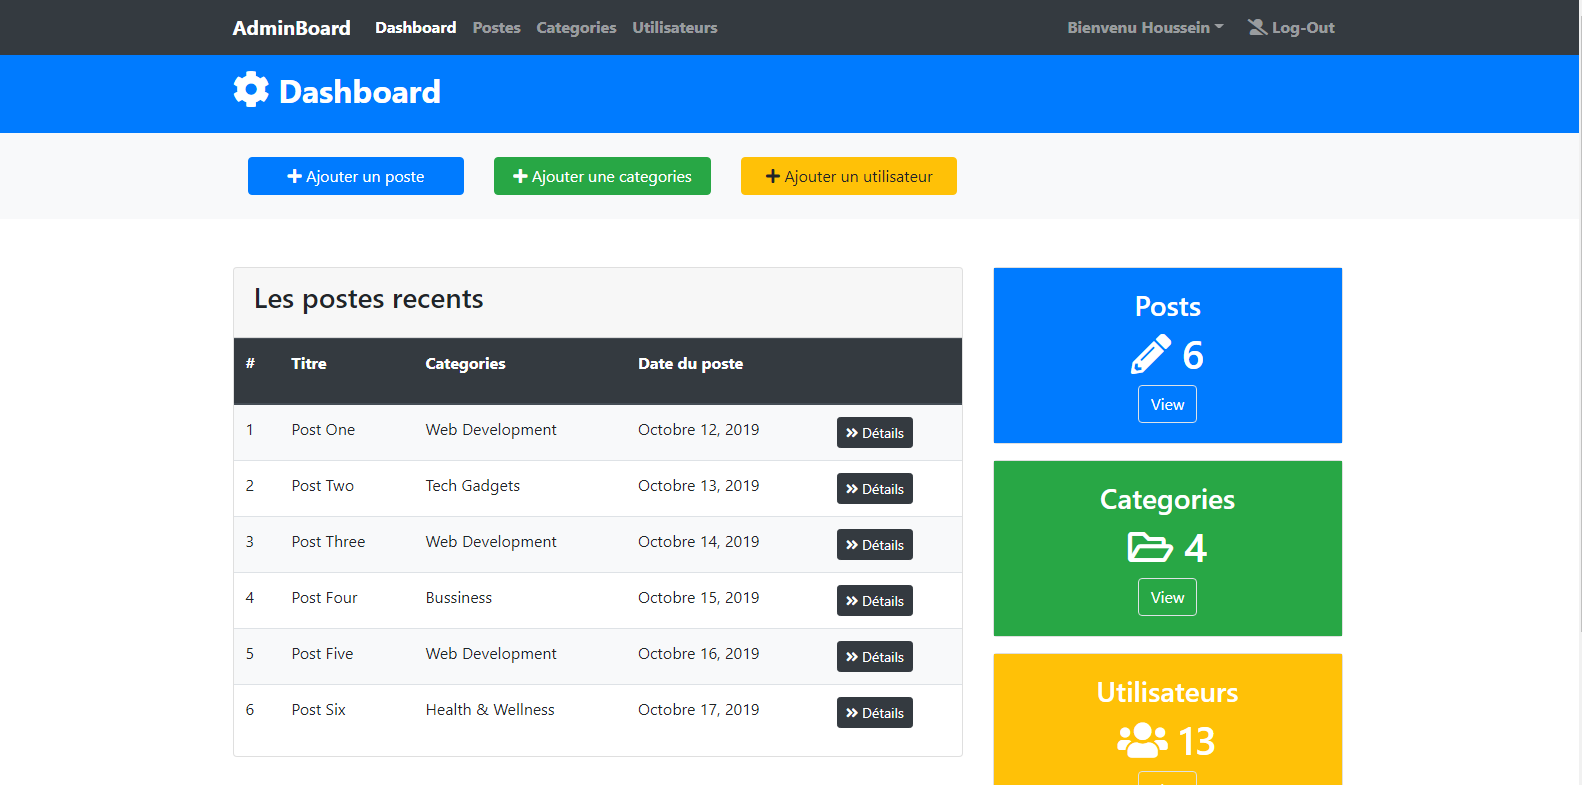 AdminBoard Dashboard Postes Categories Utilisateurs Bienvenu Houssein Log-Out
Dashboard
Ajouter un poste Ajouter une categories Ajouter un utilisateur
Les postes recents
# Titre Categories Date du poste
1 Post One Web Development Octobre 12, 2019 Détails
2 Post Two Tech Gadgets Octobre 13, 2019 Détails
3 Post Three Web Development Octobre 14, 2019 Détails
4 Post Four Bussiness Octobre 15, 2019 Détails
5 Post Five Web Development Octobre 16, 2019 Détails
6 Post Six Health & Wellness Octobre 17, 2019 Détails
Posts
6
View
Categories
4
View
Utilisateurs
13